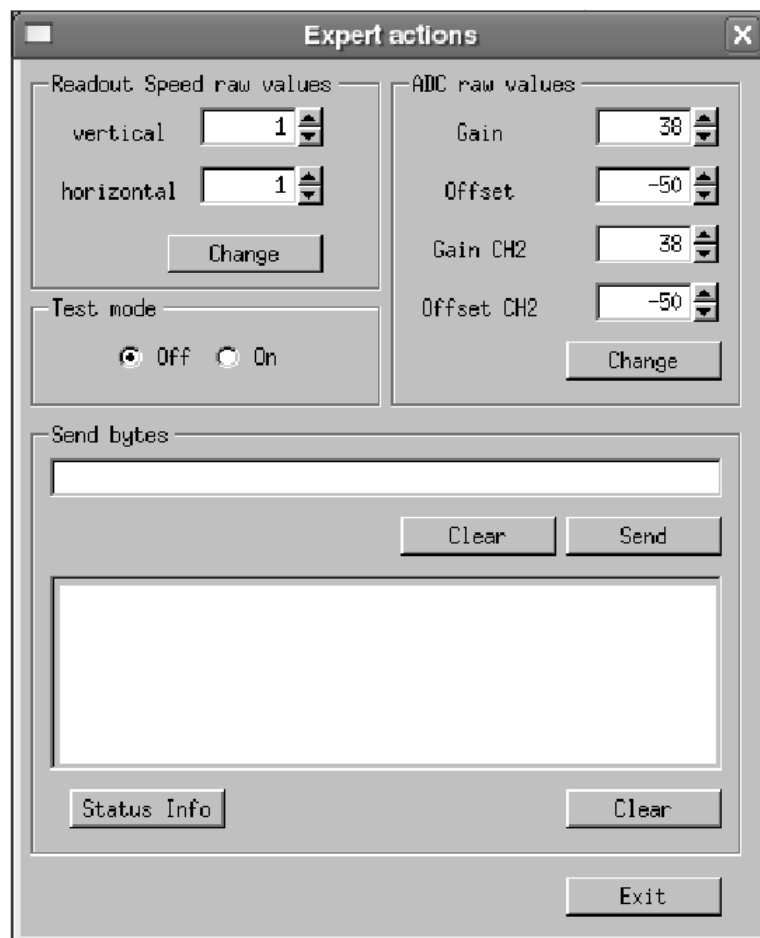 Expert actions
Readout Speed raw values
vertical 1
horizontal 1
Change
ADC raw values
Gain 38
Offset -50
Gain CH2 38
Offset CH2 -50
Change
Test mode
Off On
Send bytes
Clear Send
Status Info Clear
Exit